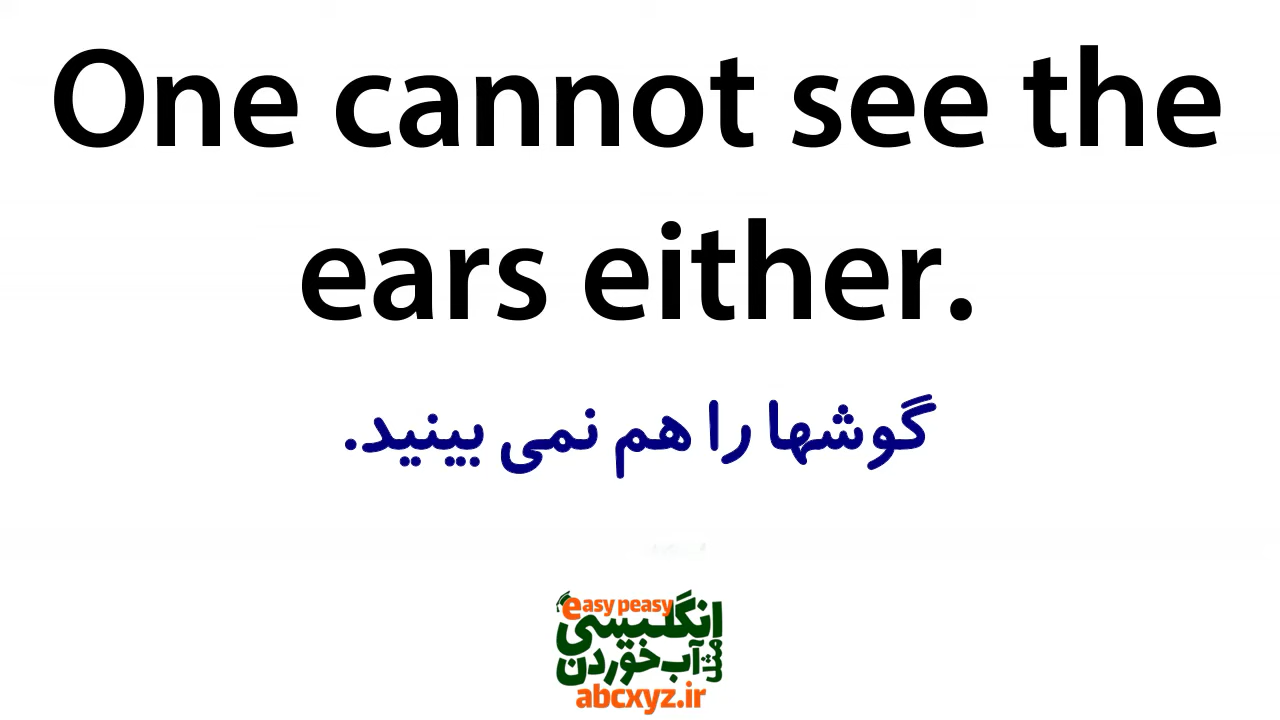 One cannot see the
ears either.
گوشها را هم نمی بینید.
easy peasy
انگلیسی
مثل آب خوردن
abcxyz.ir